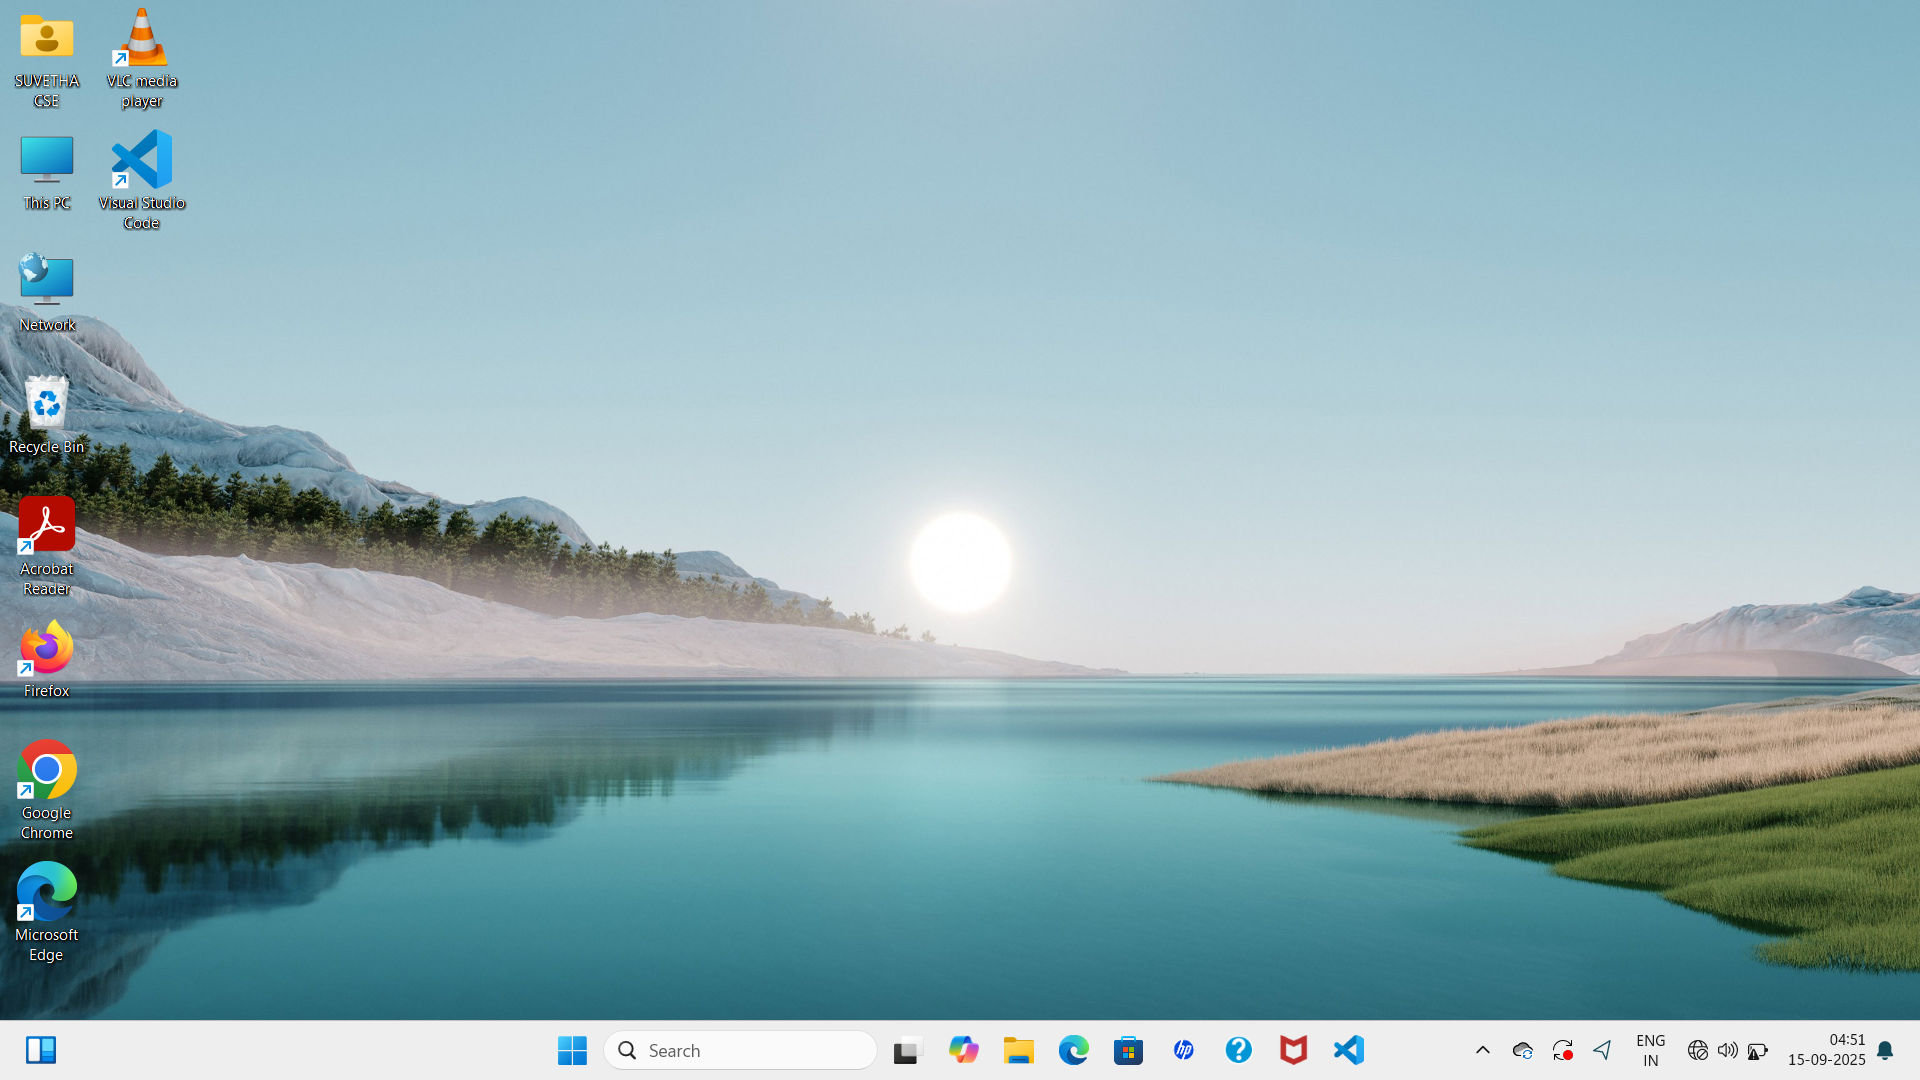 SUVETHA
CSE
VLC media
player
This PC
Visual Studio
Code
Network
Recycle Bin
Acrobat
Reader
Firefox
Google
Chrome
Microsoft
Edge
Search
hp
ENG
IN
04:51
15-09-2025